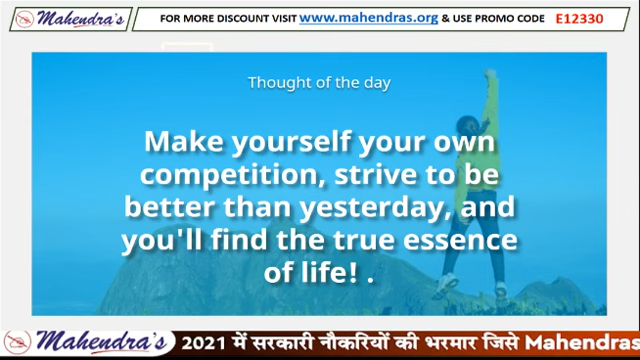 Mahendra's FOR MORE DISCOUNT VISIT www.mahendras.org & USE PROMO CODE E12330
Thought of the day
Make yourself your own
competition, strive to be
better than yesterday, and
you'll find the true essence
of life! .
Mahendra's 2021 में सरकारी नौकरियों की भरमार जिसे Mahendras